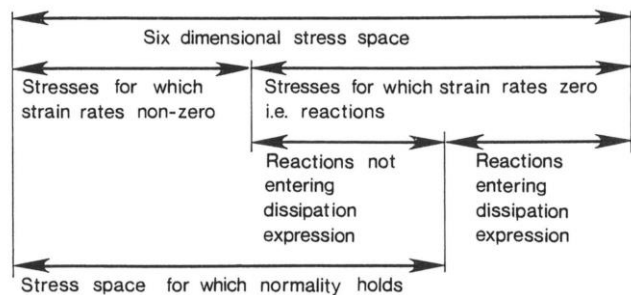 Six dimensional stress space
Stresses for which
strain rates non-zero
Stresses for which strain rates zero
i.e. reactions
Reactions not
entering
dissipation
expression
Reactions
entering
dissipation
expression
Stress space for which normality holds